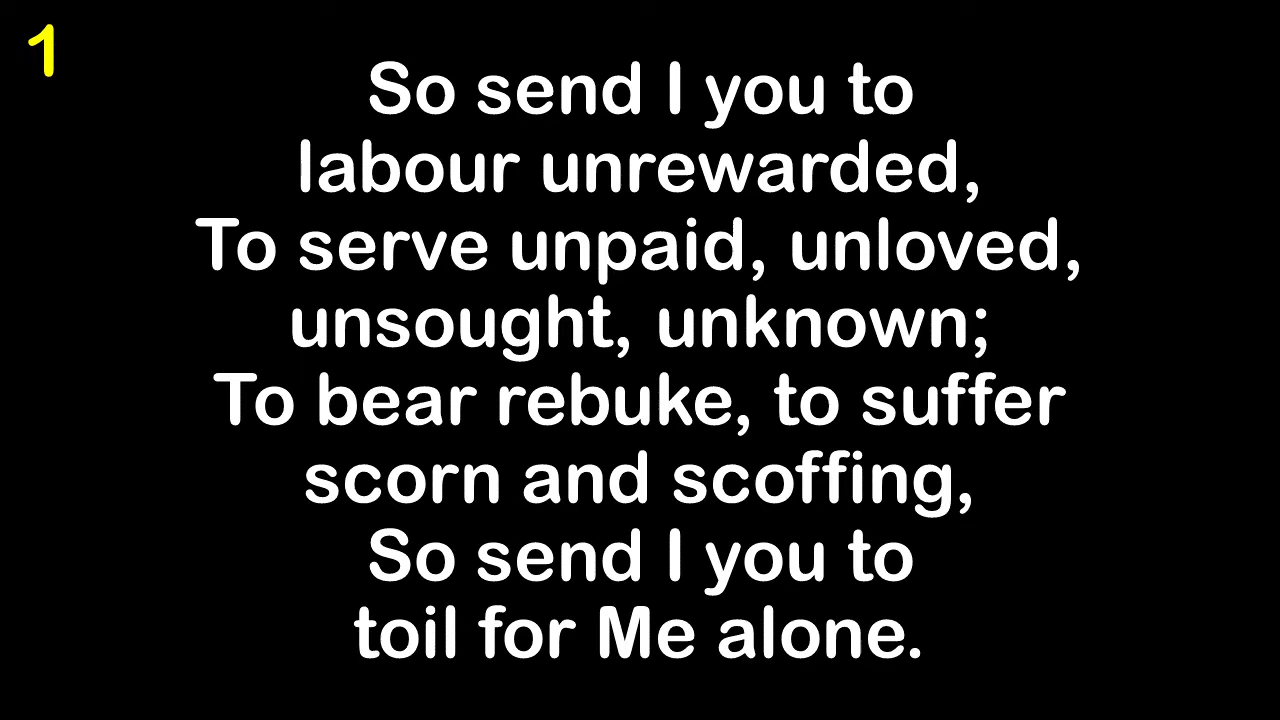 1
So send I you to
labour unrewarded,
To serve unpaid, unloved,
unsought, unknown;
To bear rebuke, to suffer
scorn and scoffing,
So send I you to
toil for Me alone.